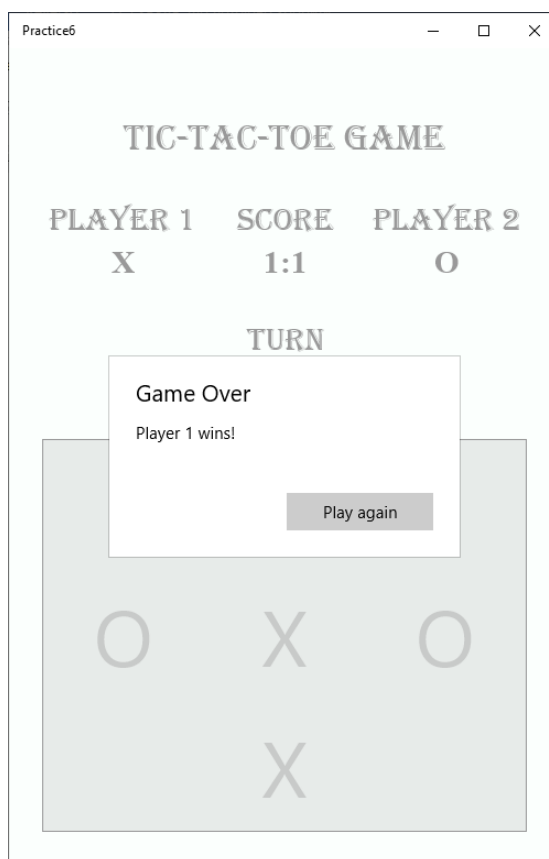 Practice6
TIC-TAC-TOE GAME
PLAYER 1 SCORE PLAYER 2
X 1:1 O
TURN
Game Over
Player 1 wins!
Play again
O X O
X